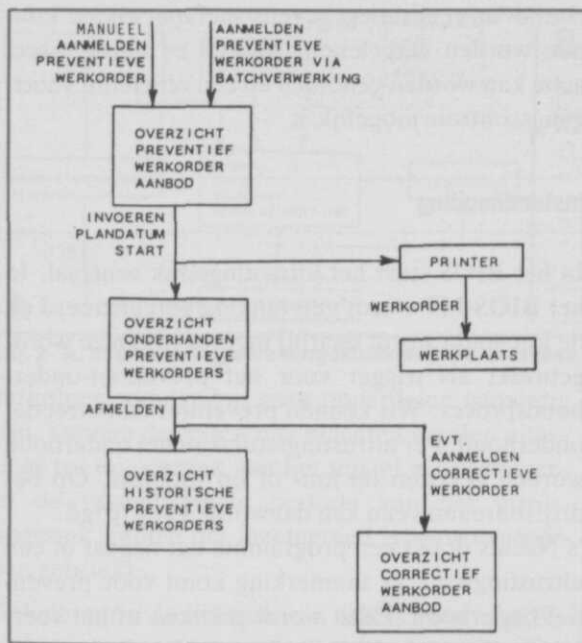 MANUEEL
AANMELDEN
PREVENTIEVE
WERKORDER
AANMELDEN
PREVENTIEVE
WERKORDER VIA
BATCHVERWERKING
OVERZICHT
PREVENTIEF
WERKORDER
AANBOD
INVOEREN
PLANDATUM
START
PRINTER
WERKORDER
WERKPLAATS
OVERZICHT
ONDERHANDEN
PREVENTIEVE
WERKORDERS
AFMELDEN
EVT.
AANMELDEN
CORRECTIEVE
WERKORDER
OVERZICHT
HISTORISCHE
PREVENTIEVE
WERKORDERS
OVERZICHT
CORRECTIEF
WERKORDER
AANBOD